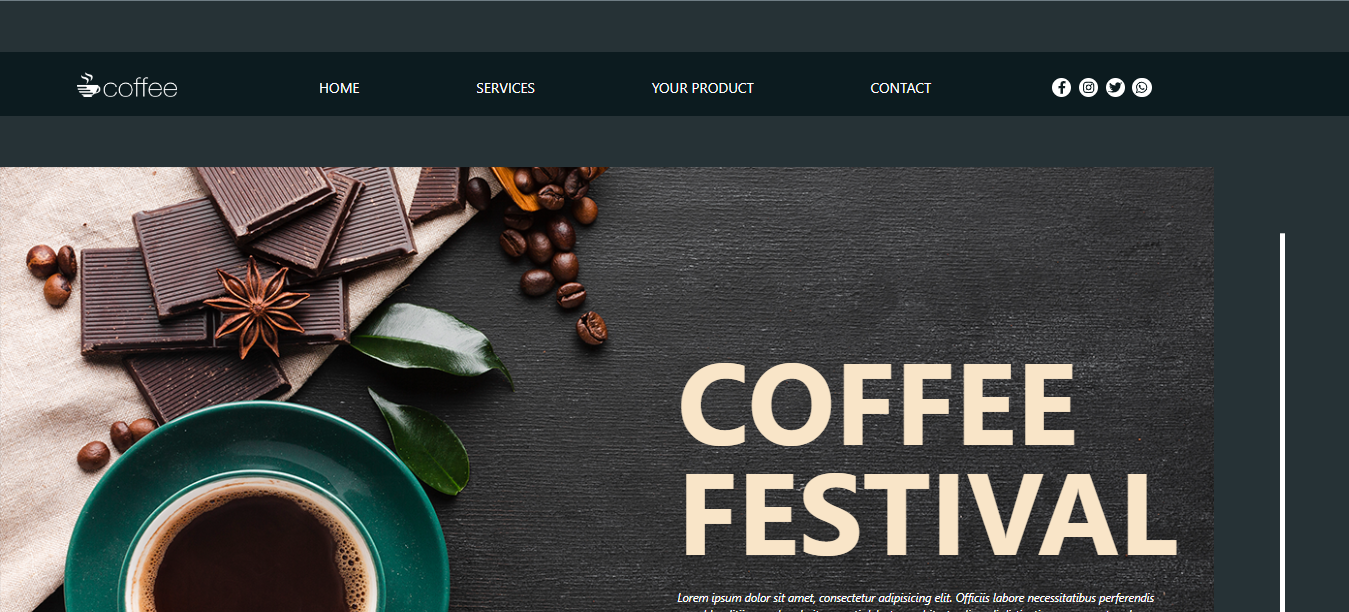 coffee HOME SERVICES YOUR PRODUCT CONTACT
COFFEE
FESTIVAL
Lorem ipsum dolor sit amet, consectetur adipisicing elit. Officiis labore necessitatibus perferendis